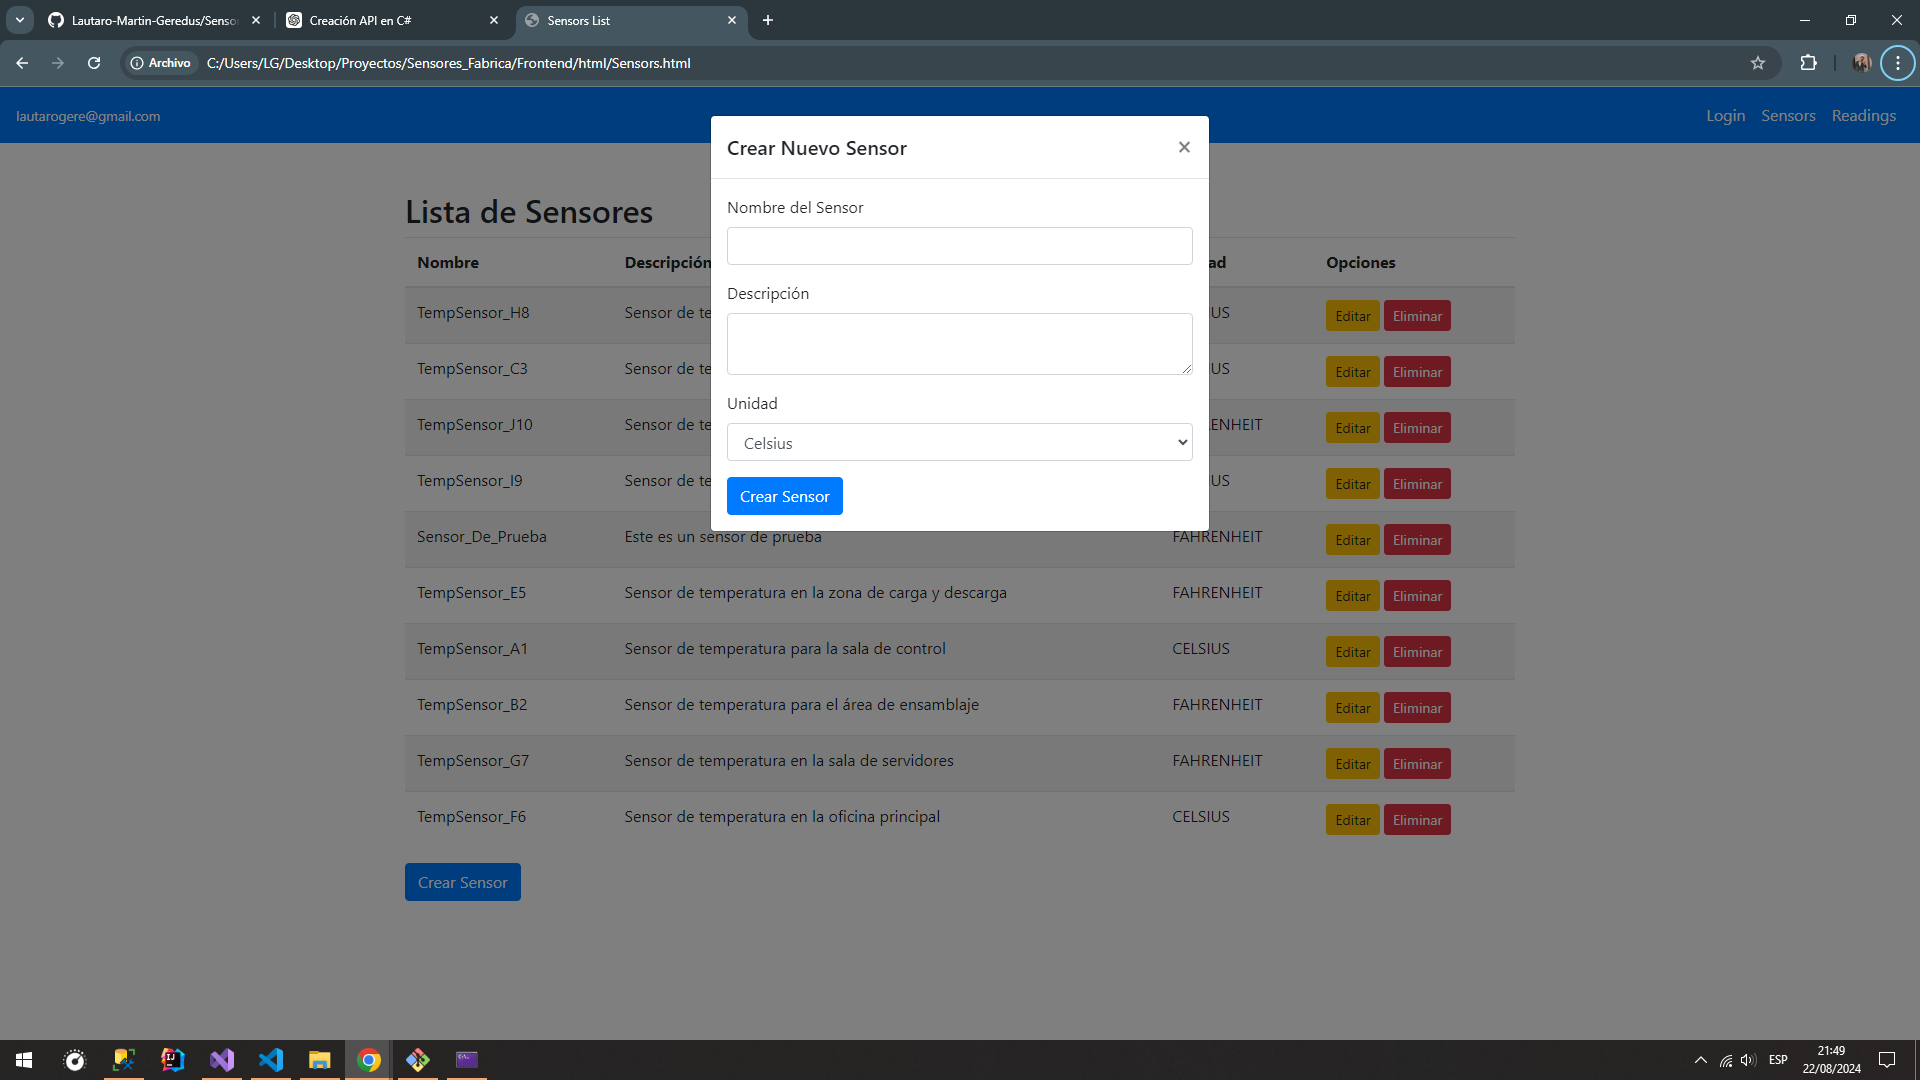 Lautaro-Martin-Geredus/Senso
Creación API en C#
Sensors List
Archivo
C:/Users/LG/Desktop/Proyectos/Sensores_Fabrica/Frontend/html/Sensors.html
lautarogere@gmail.com
Login Sensors Readings
Crear Nuevo Sensor
Nombre del Sensor
Descripción
Unidad
Celsius
Crear Sensor
Lista de Sensores
Nombre Descripción ad Opciones
TempSensor_H8 Sensor de te US Editar Eliminar
TempSensor_C3 Sensor de te US Editar Eliminar
TempSensor_J10 Sensor de te ENHEIT Editar Eliminar
TempSensor_I9 Sensor de te US Editar Eliminar
Sensor_De_Prueba Este es un sensor de prueba FAHRENHEIT Editar Eliminar
TempSensor_E5 Sensor de temperatura en la zona de carga y descarga FAHRENHEIT Editar Eliminar
TempSensor_A1 Sensor de temperatura para la sala de control CELSIUS Editar Eliminar
TempSensor_B2 Sensor de temperatura para el área de ensamblaje FAHRENHEIT Editar Eliminar
TempSensor_G7 Sensor de temperatura en la sala de servidores FAHRENHEIT Editar Eliminar
TempSensor_F6 Sensor de temperatura en la oficina principal CELSIUS Editar Eliminar
Crear Sensor
ESP
21:49
22/08/2024